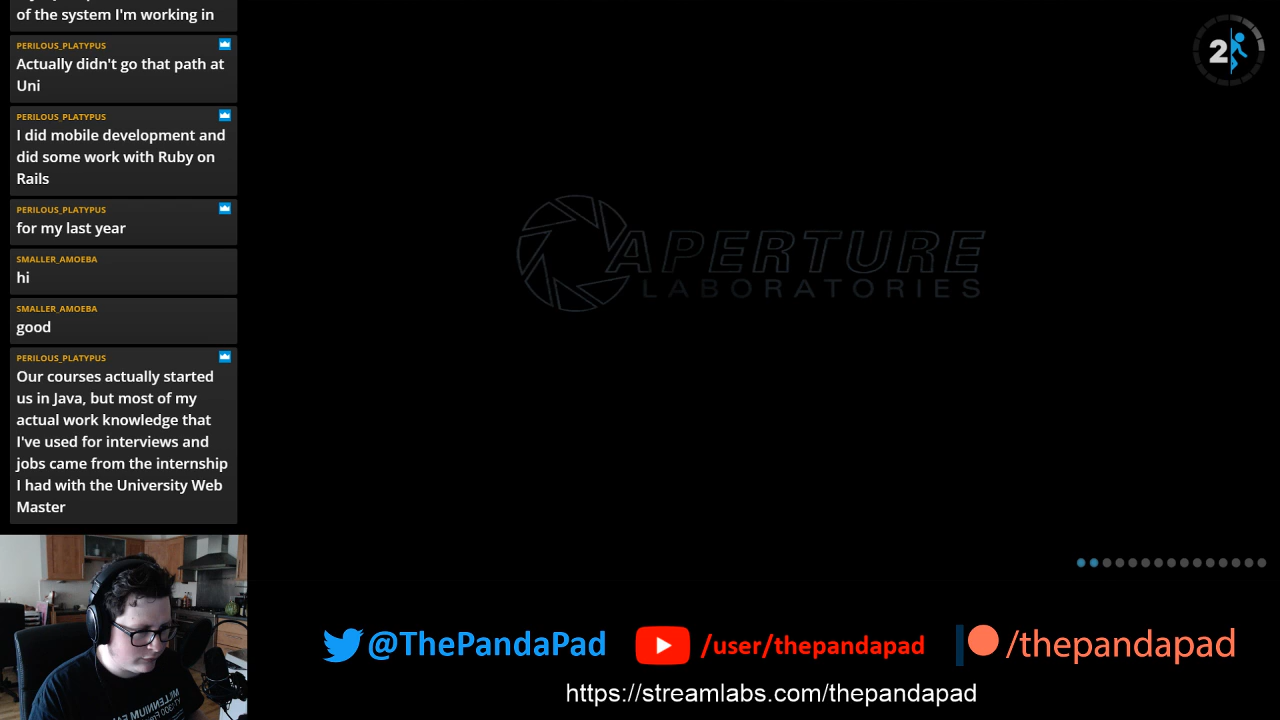 of the system I'm working in
PERILOUS_PLATYPUS
Actually didn't go that path at
Uni
PERILOUS_PLATYPUS
I did mobile development and
did some work with Ruby on
Rails
PERILOUS_PLATYPUS
for my last year
SMALLER_AMOEBA
hi
SMALLER_AMOEBA
good
PERILOUS_PLATYPUS
Our courses actually started
us in Java, but most of my
actual work knowledge that
I've used for interviews and
jobs came from the internship
I had with the University Web
Master
2
APERTURE
LABORATORIES
@ThePandaPad
/user/thepandapad
/thepandapad
https://streamlabs.com/thepandapad